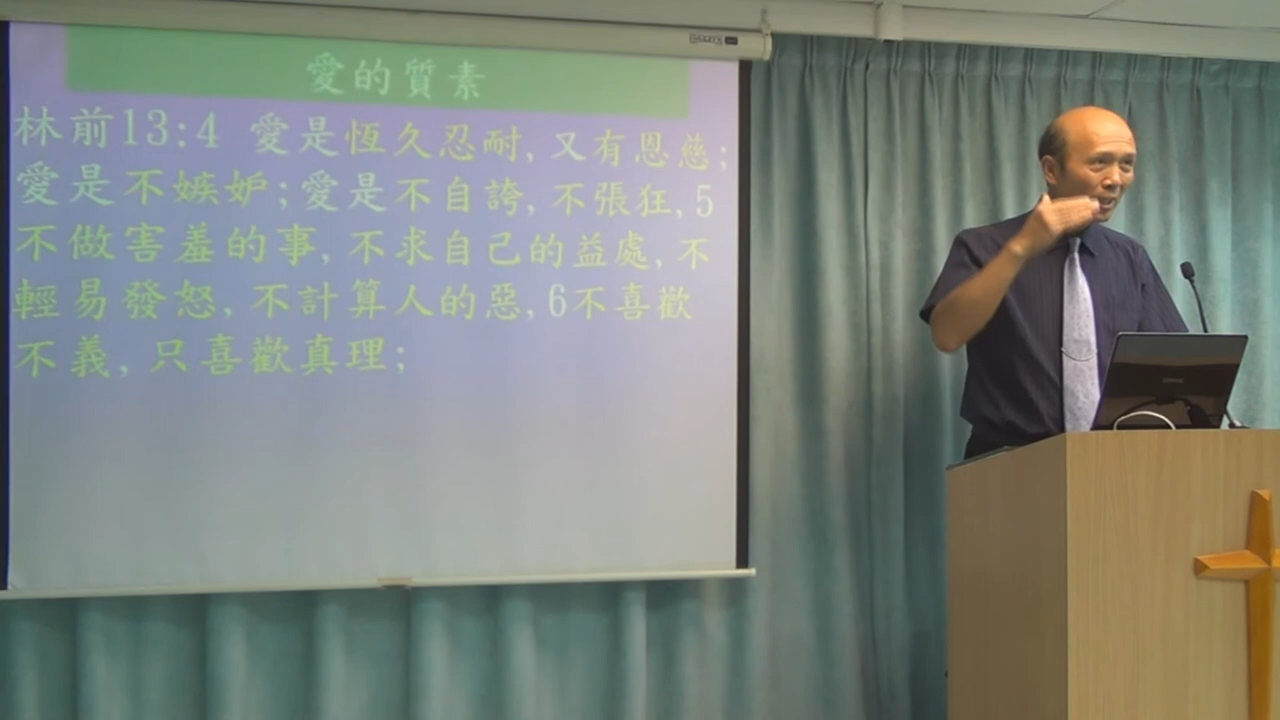 愛的質素
林前13:4 愛是恆久忍耐,又有恩慈;
愛是不嫉妒;愛是不自誇,不張狂,5
不做害羞的事,不求自己的益處,不
輕易發怒,不計算人的惡,6不喜歡
不義,只喜歡真理;